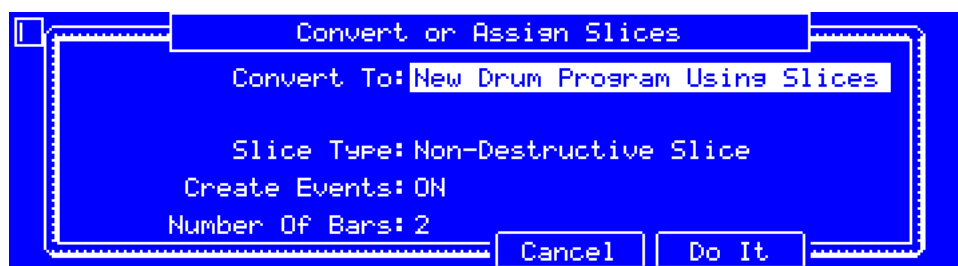 Convert or Assign Slices
Convert To: New Drum Program Using Slices
Slice Type: Non-Destructive Slice
Create Events: ON
Number Of Bars: 2
Cancel Do It